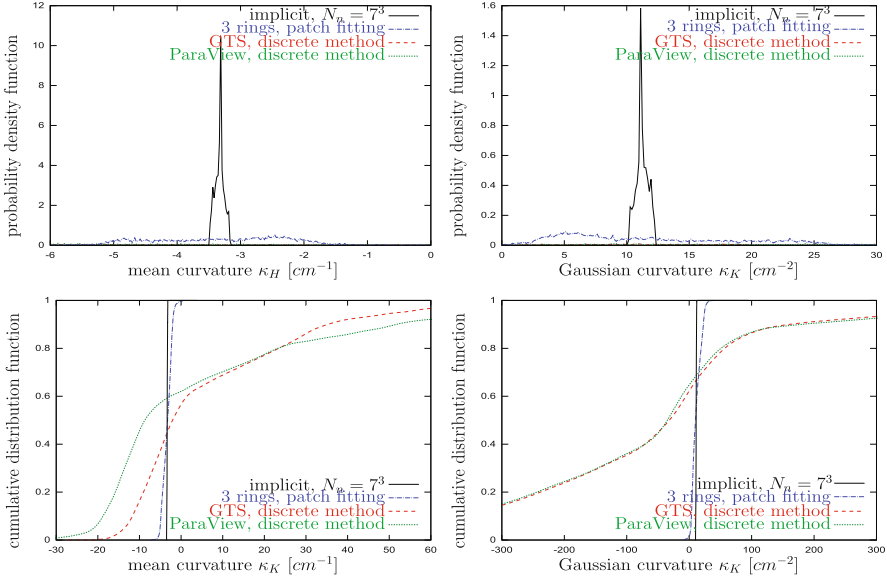 probability density function
12
10
8
6
4
2
0
implicit, Nₙ = 7³
3 rings, patch fitting
GTS, discrete method
ParaView, discrete method
-6 -5 -4 -3 -2 -1 0
mean curvature κ_H [cm⁻¹]
probability density function
1.6
1.4
1.2
1
0.8
0.6
0.4
0.2
0
implicit, Nₙ = 7³
3 rings, patch fitting
GTS, discrete method
ParaView, discrete method
0 5 10 15 20 25 30
Gaussian curvature κ_K [cm⁻²]
cumulative distribution function
1
0.8
0.6
0.4
0.2
0
implicit, Nₙ = 7³
3 rings, patch fitting
GTS, discrete method
ParaView, discrete method
-30 -20 -10 0 10 20 30 40 50 60
mean curvature κ_K [cm⁻¹]
cumulative distribution function
1
0.8
0.6
0.4
0.2
0
implicit, Nₙ = 7³
3 rings, patch fitting
GTS, discrete method
ParaView, discrete method
-300 -200 -100 0 100 200 300
Gaussian curvature κ_K [cm⁻²]